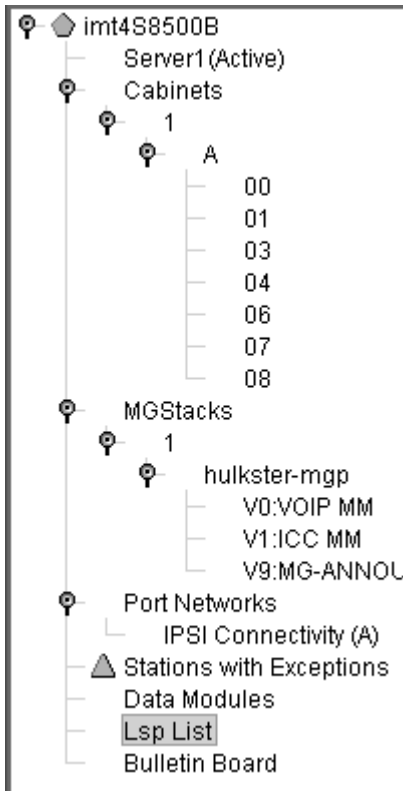 imt4S8500B
Server1 (Active)
Cabinets
1
A
00
01
03
04
06
07
08
MGStacks
1
hulkster-mgp
V0:VOIP MM
V1:ICC MM
V9:MG-ANNOU
Port Networks
IPSI Connectivity (A)
Stations with Exceptions
Data Modules
Lsp List
Bulletin Board